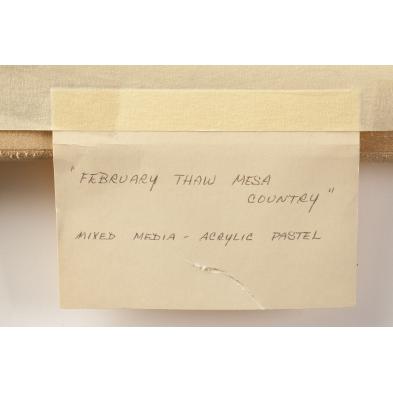 "FEBRUARY THAW MESA
COUNTRY"
MIXED MEDIA - ACRYLIC PASTEL